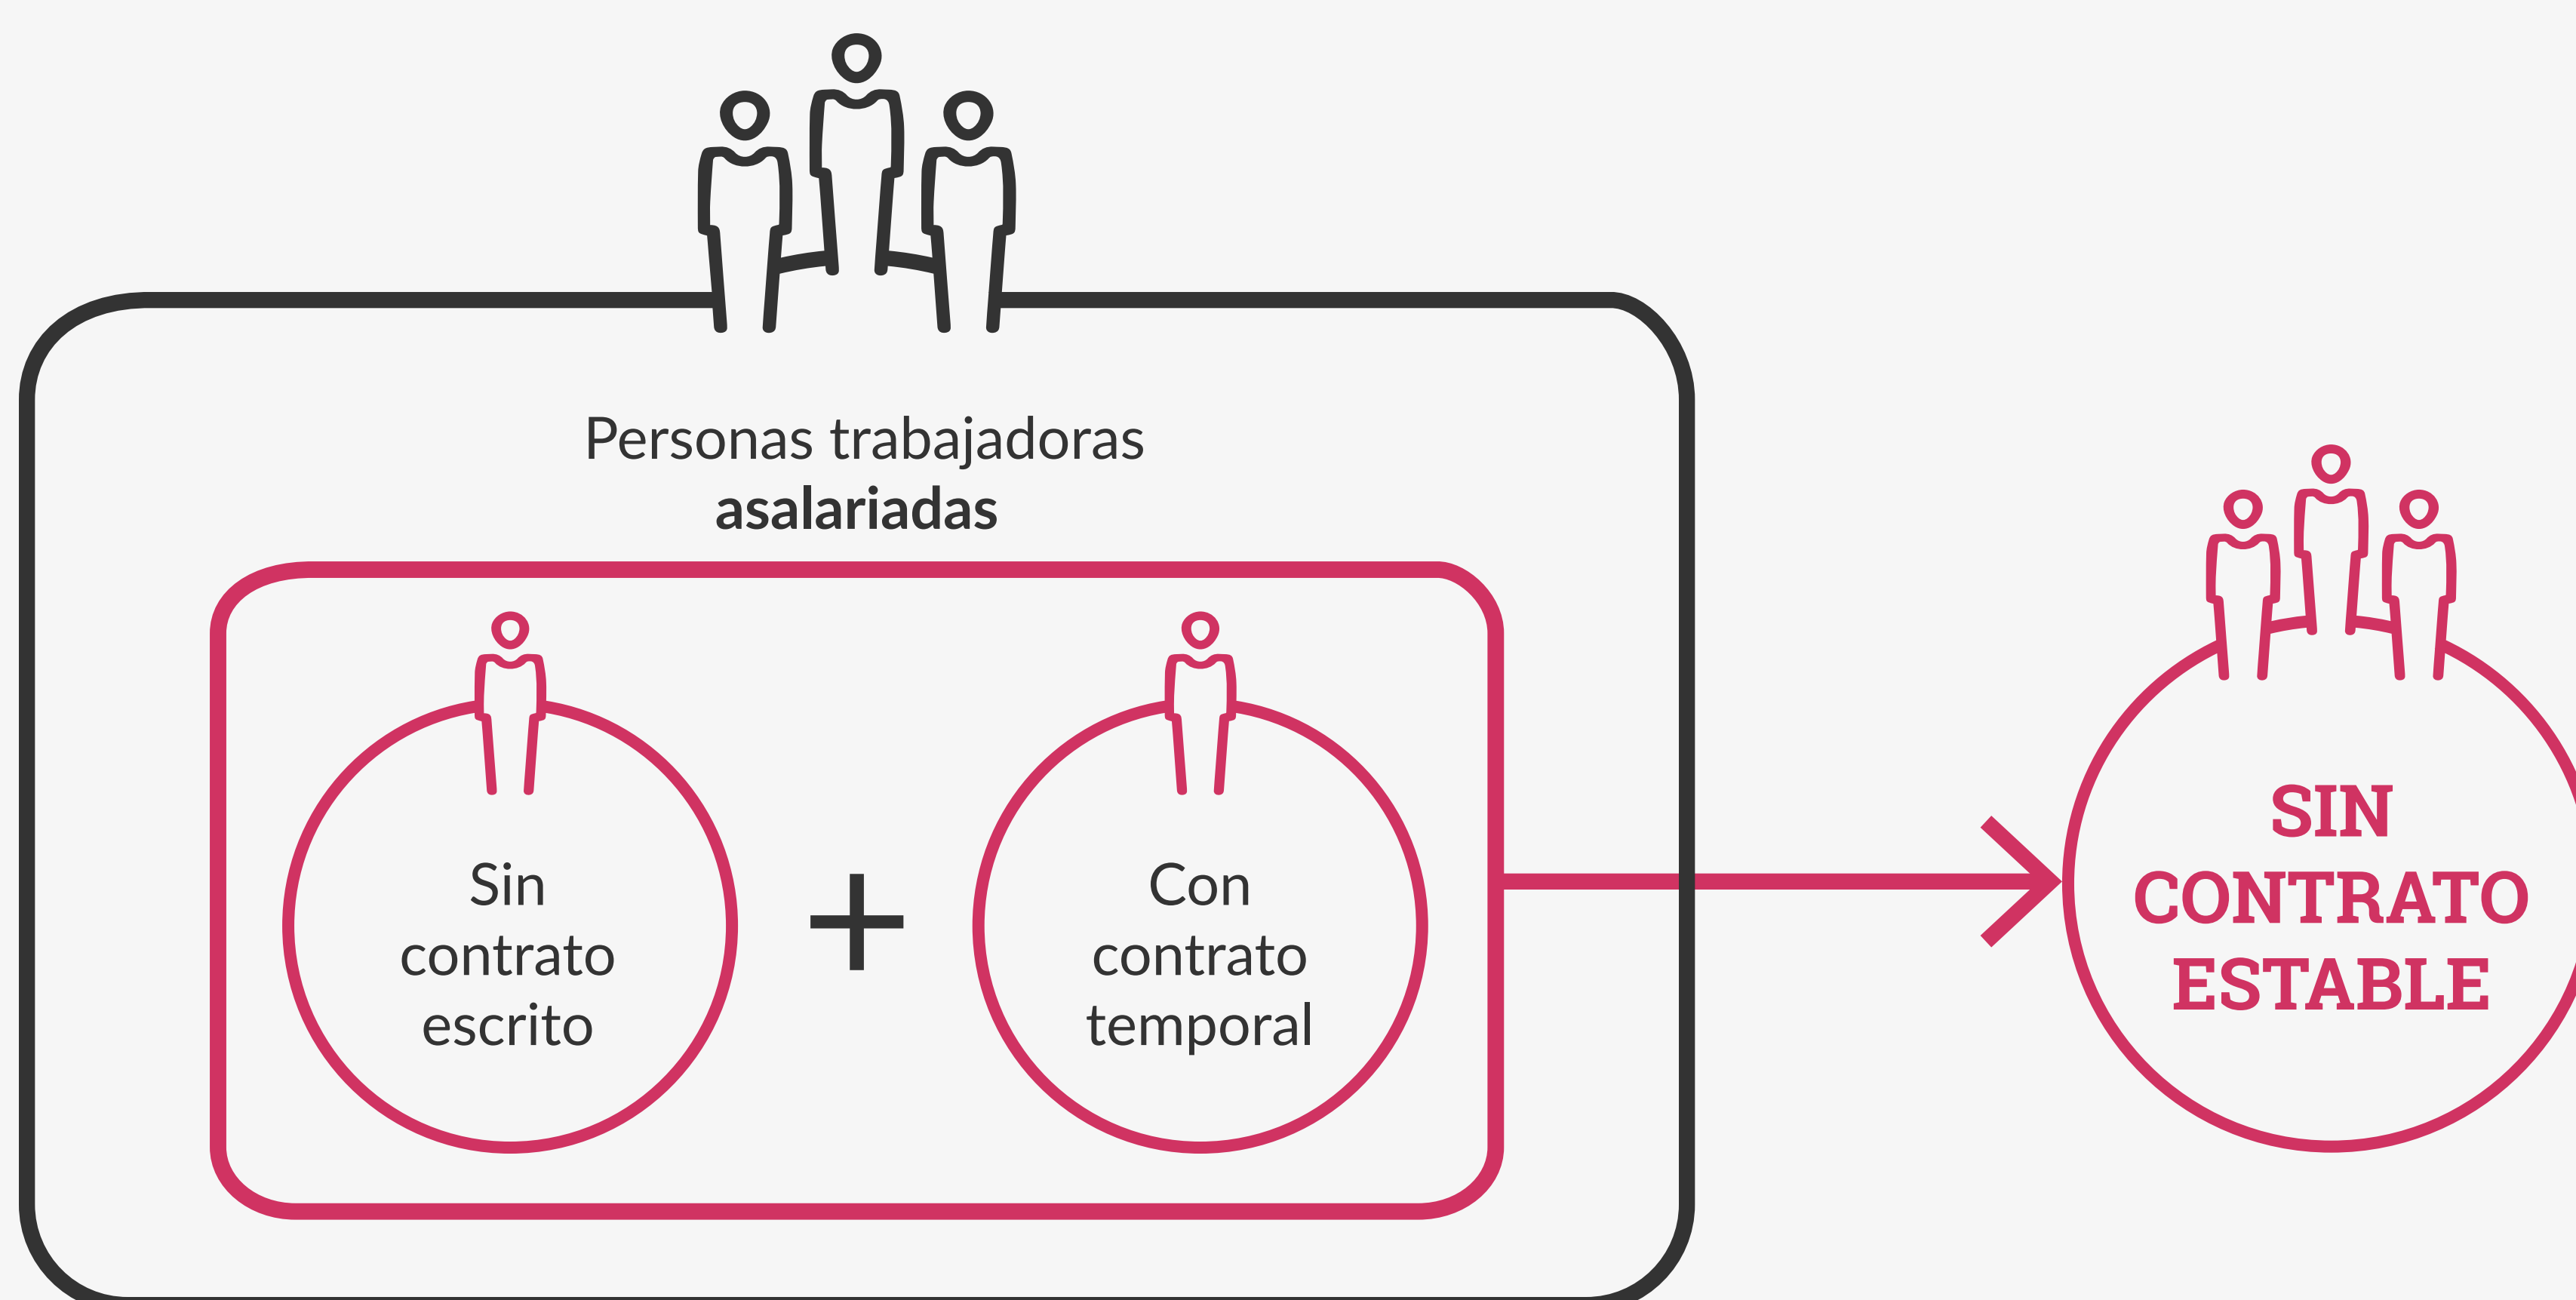 Personas trabajadoras
asalariadas
Sin
contrato
escrito
+
Con
contrato
temporal
SIN
CONTRATO
ESTABLE